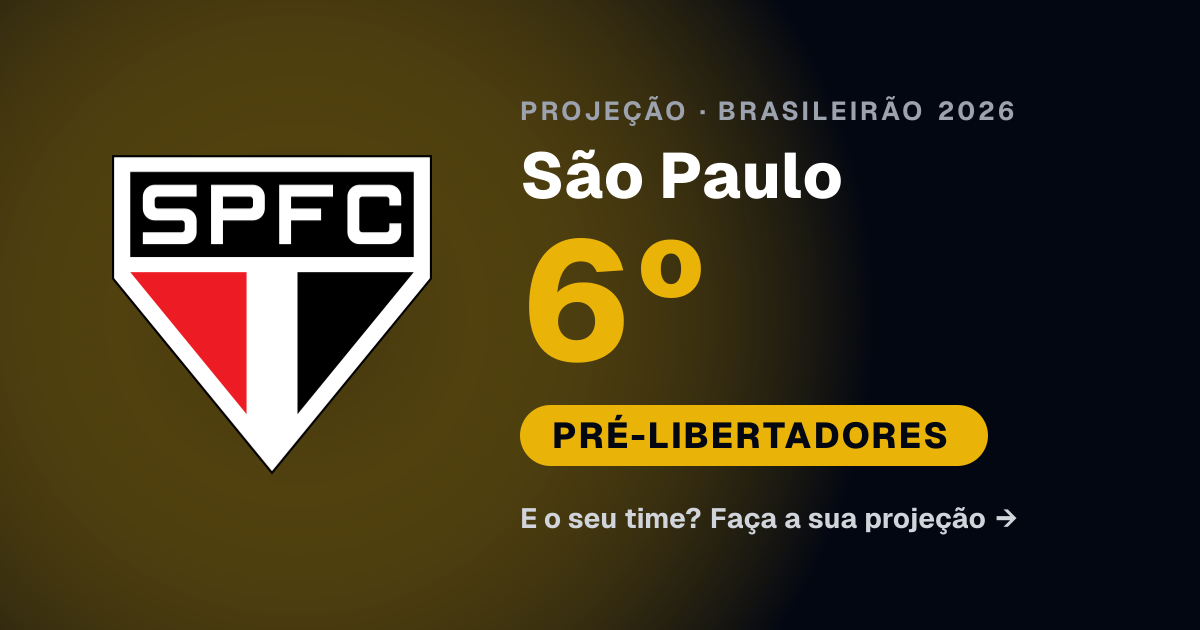 SPFC
PROJEÇÃO · BRASILEIRÃO 2026
São Paulo
6º
PRÉ-LIBERTADORES
E o seu time? Faça a sua projeção →